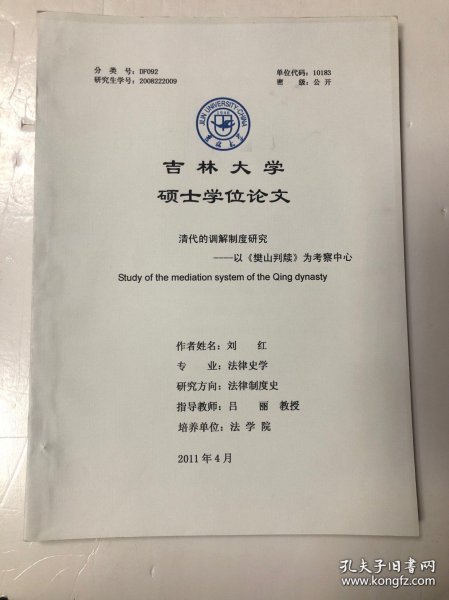 分 类 号：DF092
单位代码：10183
研究生学号：2008222009
密 级：公 开
JILIN UNIVERSITY·CHINA
吉林大学
吉林大学
硕士学位论文
清代的调解制度研究
----以《樊山判牍》为考察中心
Study of the mediation system of the Qing dynasty
作者姓名：刘 红
专 业：法律史学
研究方向：法律制度史
指导教师：吕 丽 教授
培养单位：法 学 院
2011 年 4 月
孔夫子旧书网
www.kongfz.com